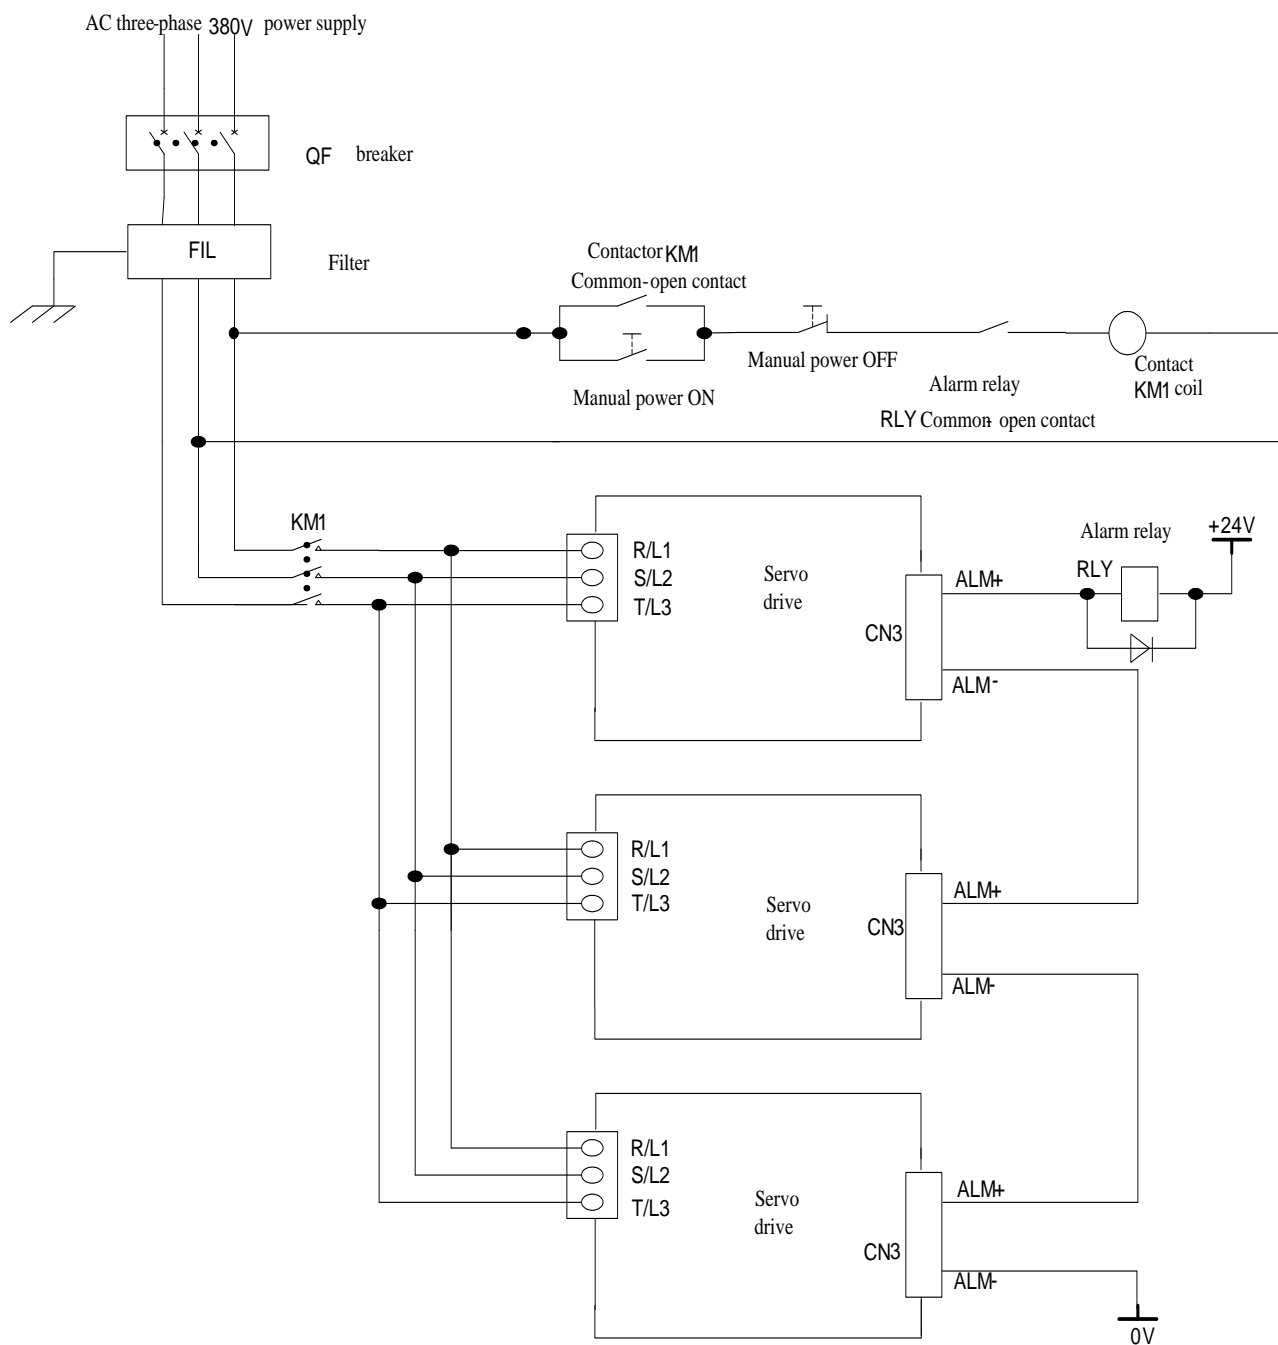 AC three-phase 380V power supply
QF breaker
FIL
Filter
Contactor KM1
Common-open contact
Manual power OFF
Manual power ON
Contact
KM1 coil
Alarm relay
RLY Common- open contact
KM1
R/L1
S/L2
T/L3
Servo
drive
CN3
ALM+
ALM-
Alarm relay
RLY
+24V
R/L1
S/L2
T/L3
Servo
drive
CN3
ALM+
ALM-
R/L1
S/L2
T/L3
Servo
drive
CN3
ALM+
ALM-
0V